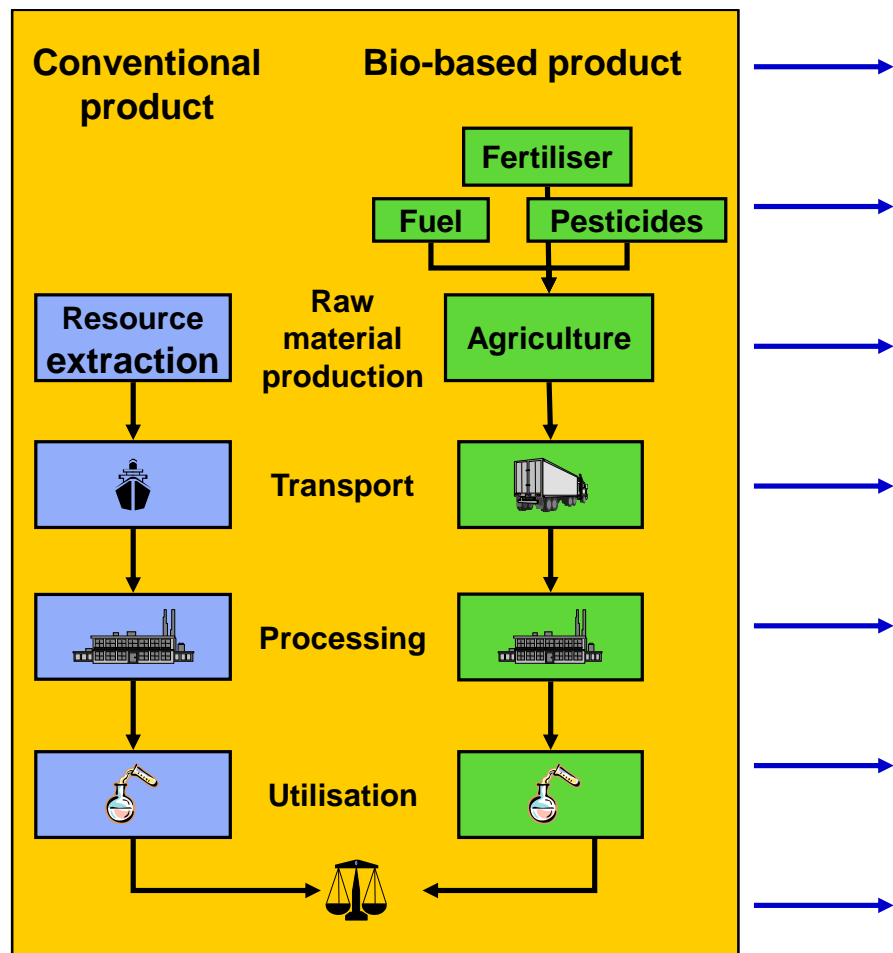 Conventional
product
Bio-based product
Fertiliser
Fuel
Pesticides
Resource
extraction
Raw
material
production
Agriculture
Transport
Processing
Utilisation